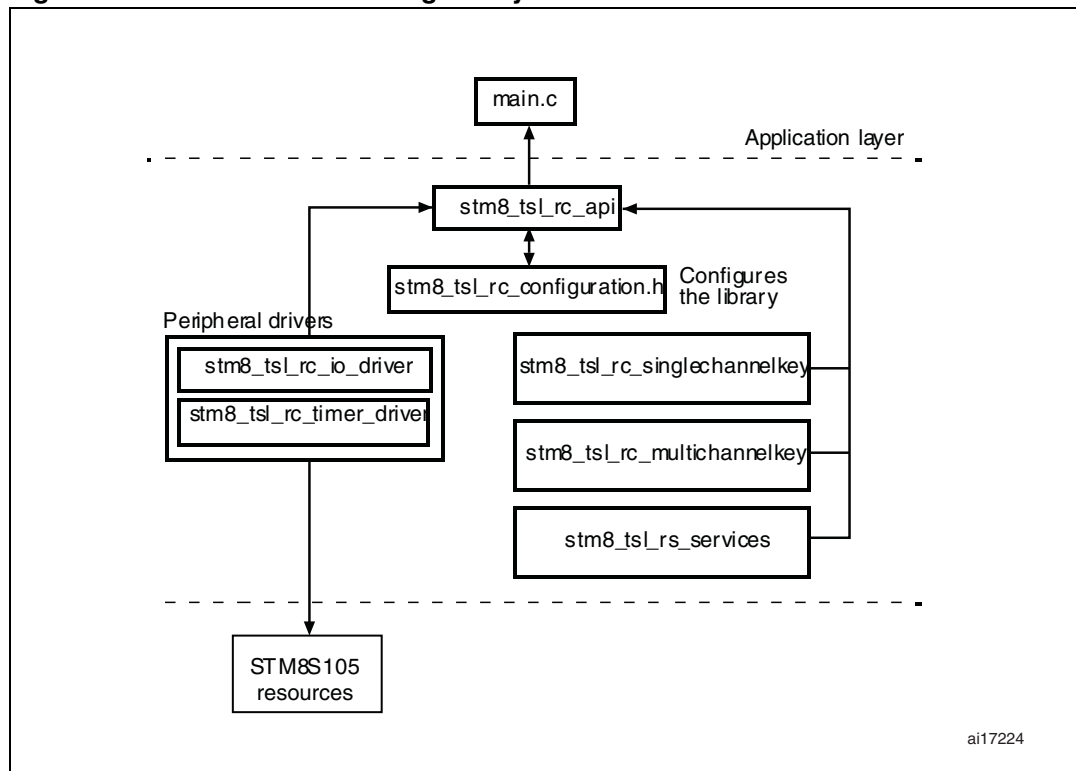 main.c
Application layer
stm8_tsl_rc_api
stm8_tsl_rc_configuration.h
Configures
the library
Peripheral drivers
stm8_tsl_rc_io_driver
stm8_tsl_rc_timer_driver
stm8_tsl_rc_singlechannelkey
stm8_tsl_rc_multichannelkey
stm8_tsl_rs_services
STM8S105
resources
ai17224